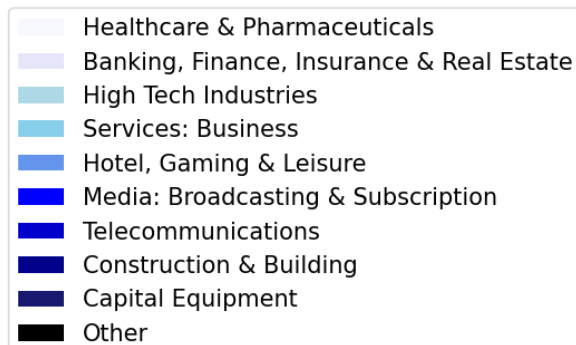 Healthcare & Pharmaceuticals
Banking, Finance, Insurance & Real Estate
High Tech Industries
Services: Business
Hotel, Gaming & Leisure
Media: Broadcasting & Subscription
Telecommunications
Construction & Building
Capital Equipment
Other